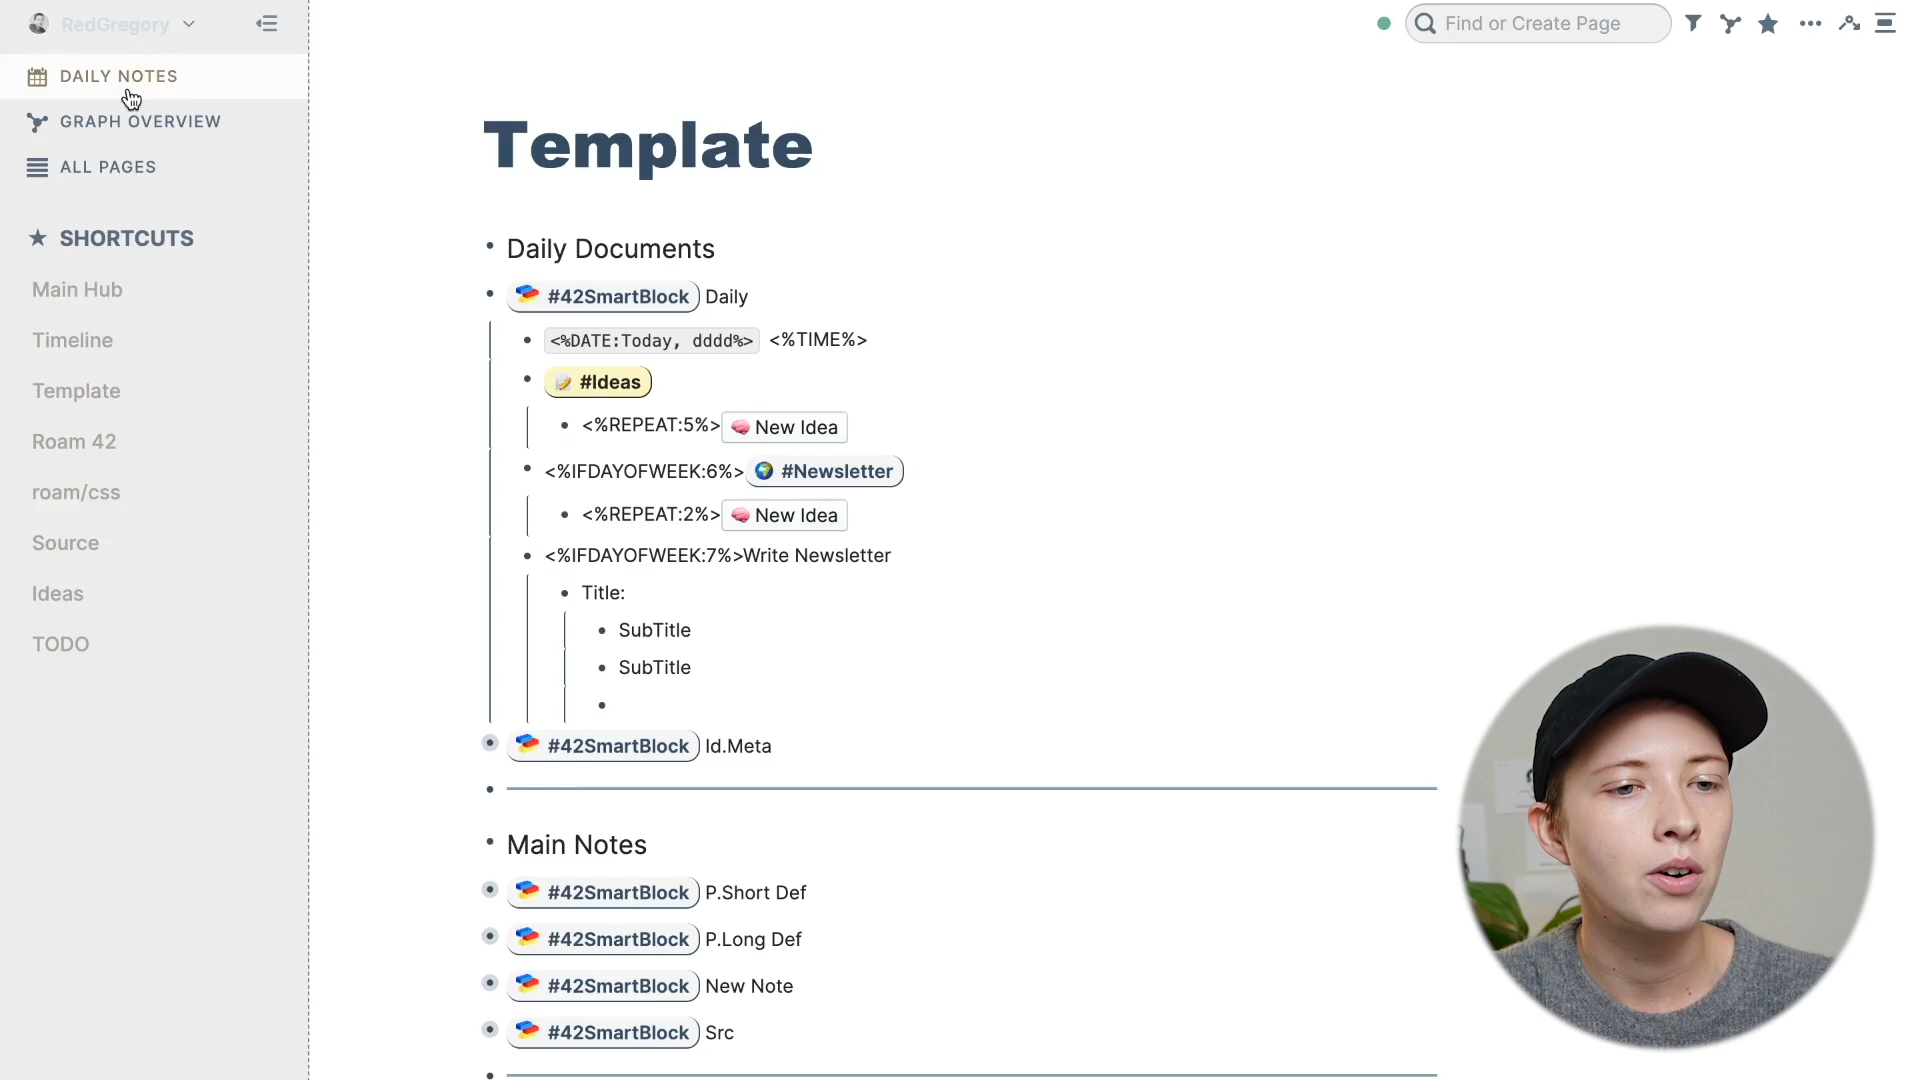 RedGregory
DAILY NOTES
GRAPH OVERVIEW
ALL PAGES
SHORTCUTS
Main Hub
Timeline
Template
Roam 42
roam/css
Source
Ideas
TODO
Find or Create Page
Template
Daily Documents
#42SmartBlock Daily
<%DATE:Today, dddd%> <%TIME%>
#Ideas
<%REPEAT:5%> New Idea
<%IFDAYOFWEEK:6%> #Newsletter
<%REPEAT:2%> New Idea
<%IFDAYOFWEEK:7%>Write Newsletter
Title:
SubTitle
SubTitle
#42SmartBlock Id.Meta
Main Notes
#42SmartBlock P.Short Def
#42SmartBlock P.Long Def
#42SmartBlock New Note
#42SmartBlock Src